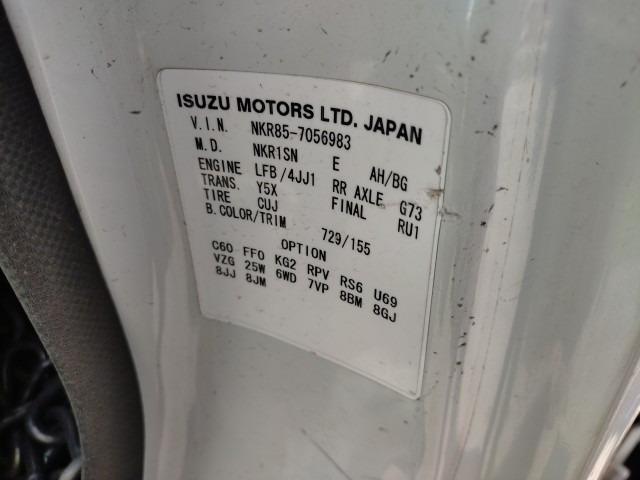 ISUZU MOTORS LTD. JAPAN
V.I.N. NKR85-7056983
M.D. NKR1SN E AH/BG
ENGINE LFB/4JJ1 RR AXLE G73
TRANS. Y5X FINAL RU1
TIRE CUJ
B.COLOR/TRIM 729/155
OPTION
C60 FF0 KG2 RPV RS6 U69
VZG 25W 6WD 7VP 8BM 8GJ
8JJ 8JM